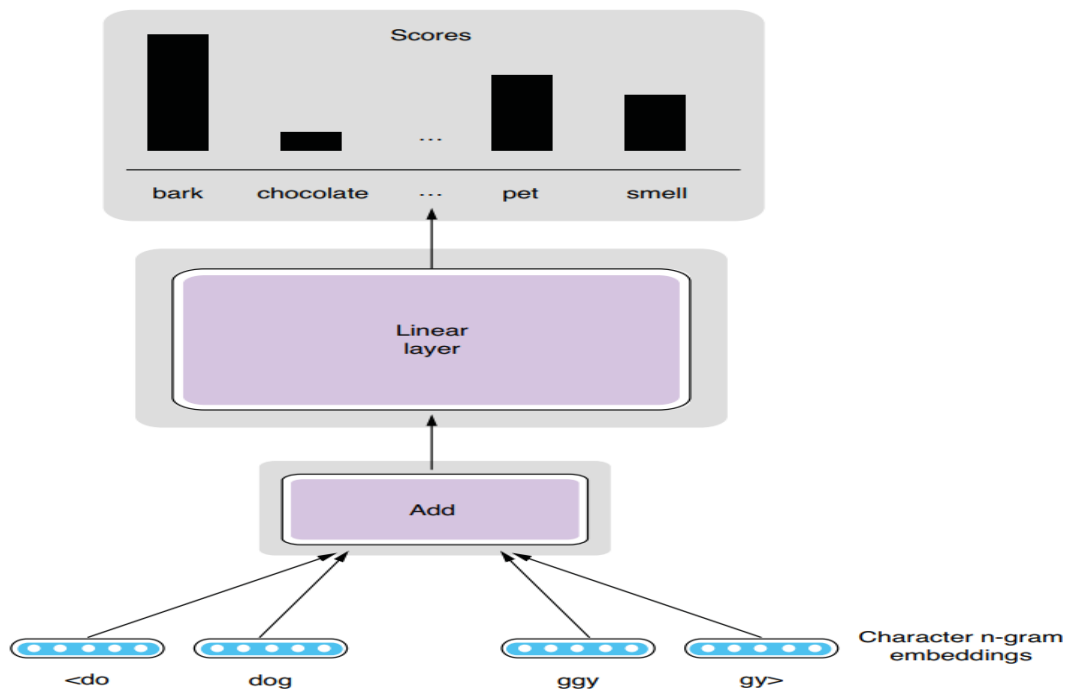 Scores
...
bark chocolate ... pet smell
Linear
layer
Add
Character n-gram
embeddings
<do dog ggy gy>